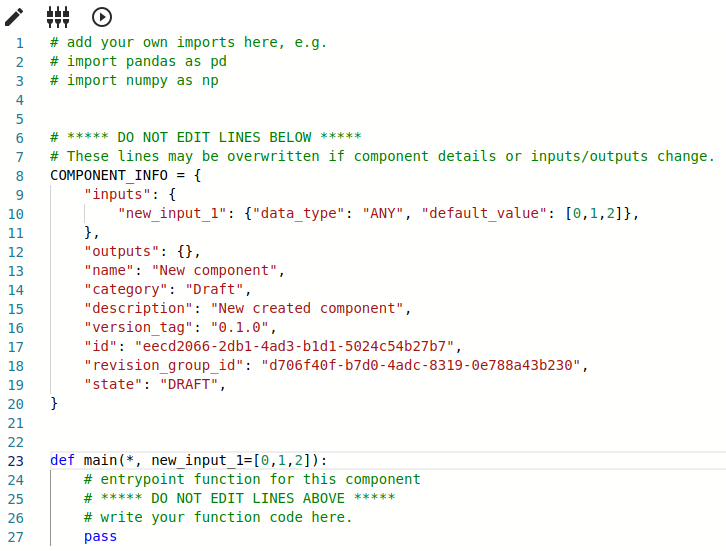 1 # add your own imports here, e.g.
2 # import pandas as pd
3 # import numpy as np
4
5
6 # ***** DO NOT EDIT LINES BELOW *****
7 # These lines may be overwritten if component details or inputs/outputs change.
8 COMPONENT_INFO = {
9     "inputs": {
10         "new_input_1": {"data_type": "ANY", "default_value": [0,1,2]},
11     },
12     "outputs": {},
13     "name": "New component",
14     "category": "Draft",
15     "description": "New created component",
16     "version_tag": "0.1.0",
17     "id": "eecd2066-2db1-4ad3-b1d1-5024c54b27b7",
18     "revision_group_id": "d706f40f-b7d0-4adc-8319-0e788a43b230",
19     "state": "DRAFT",
20 }
21
22
23 def main(*, new_input_1=[0,1,2]):
24     # entrypoint function for this component
25     # ***** DO NOT EDIT LINES ABOVE *****
26     # write your function code here.
27     pass